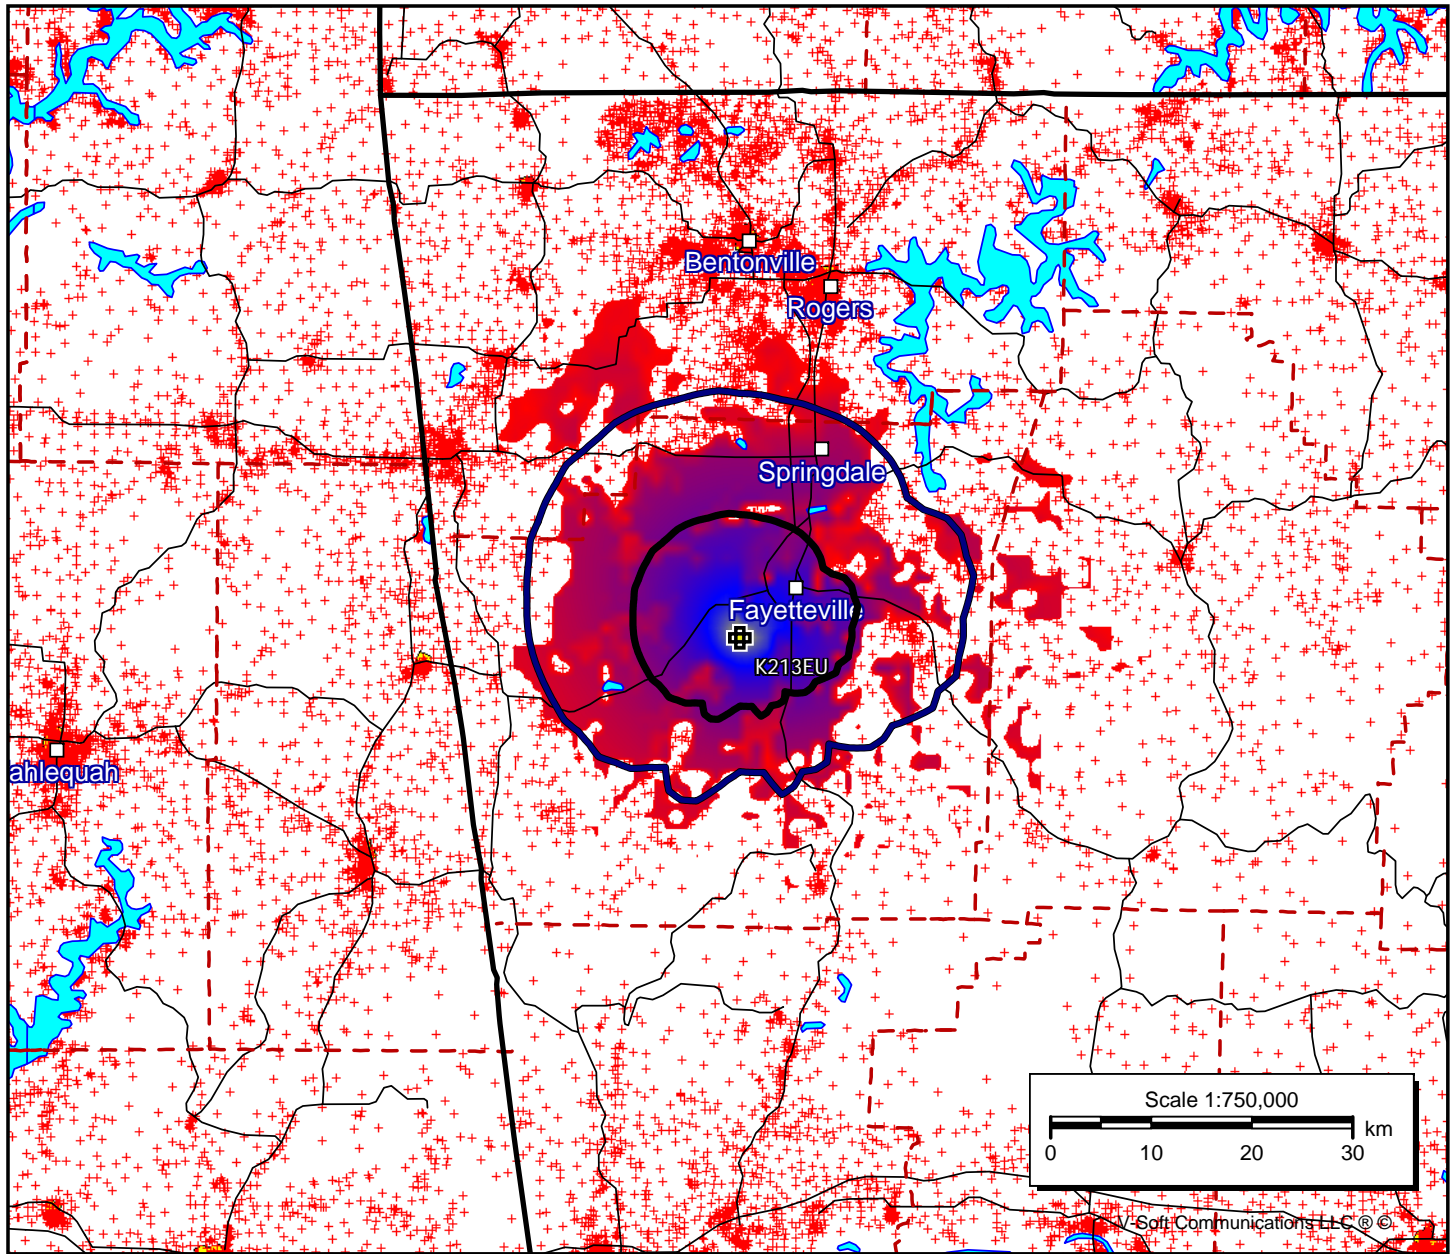 Bentonville
Rogers
Springdale
Fayetteville
K213EU
ahlequah
Scale 1:750,000
km
0 10 20 30
V-Soft Communications LLC ® ©